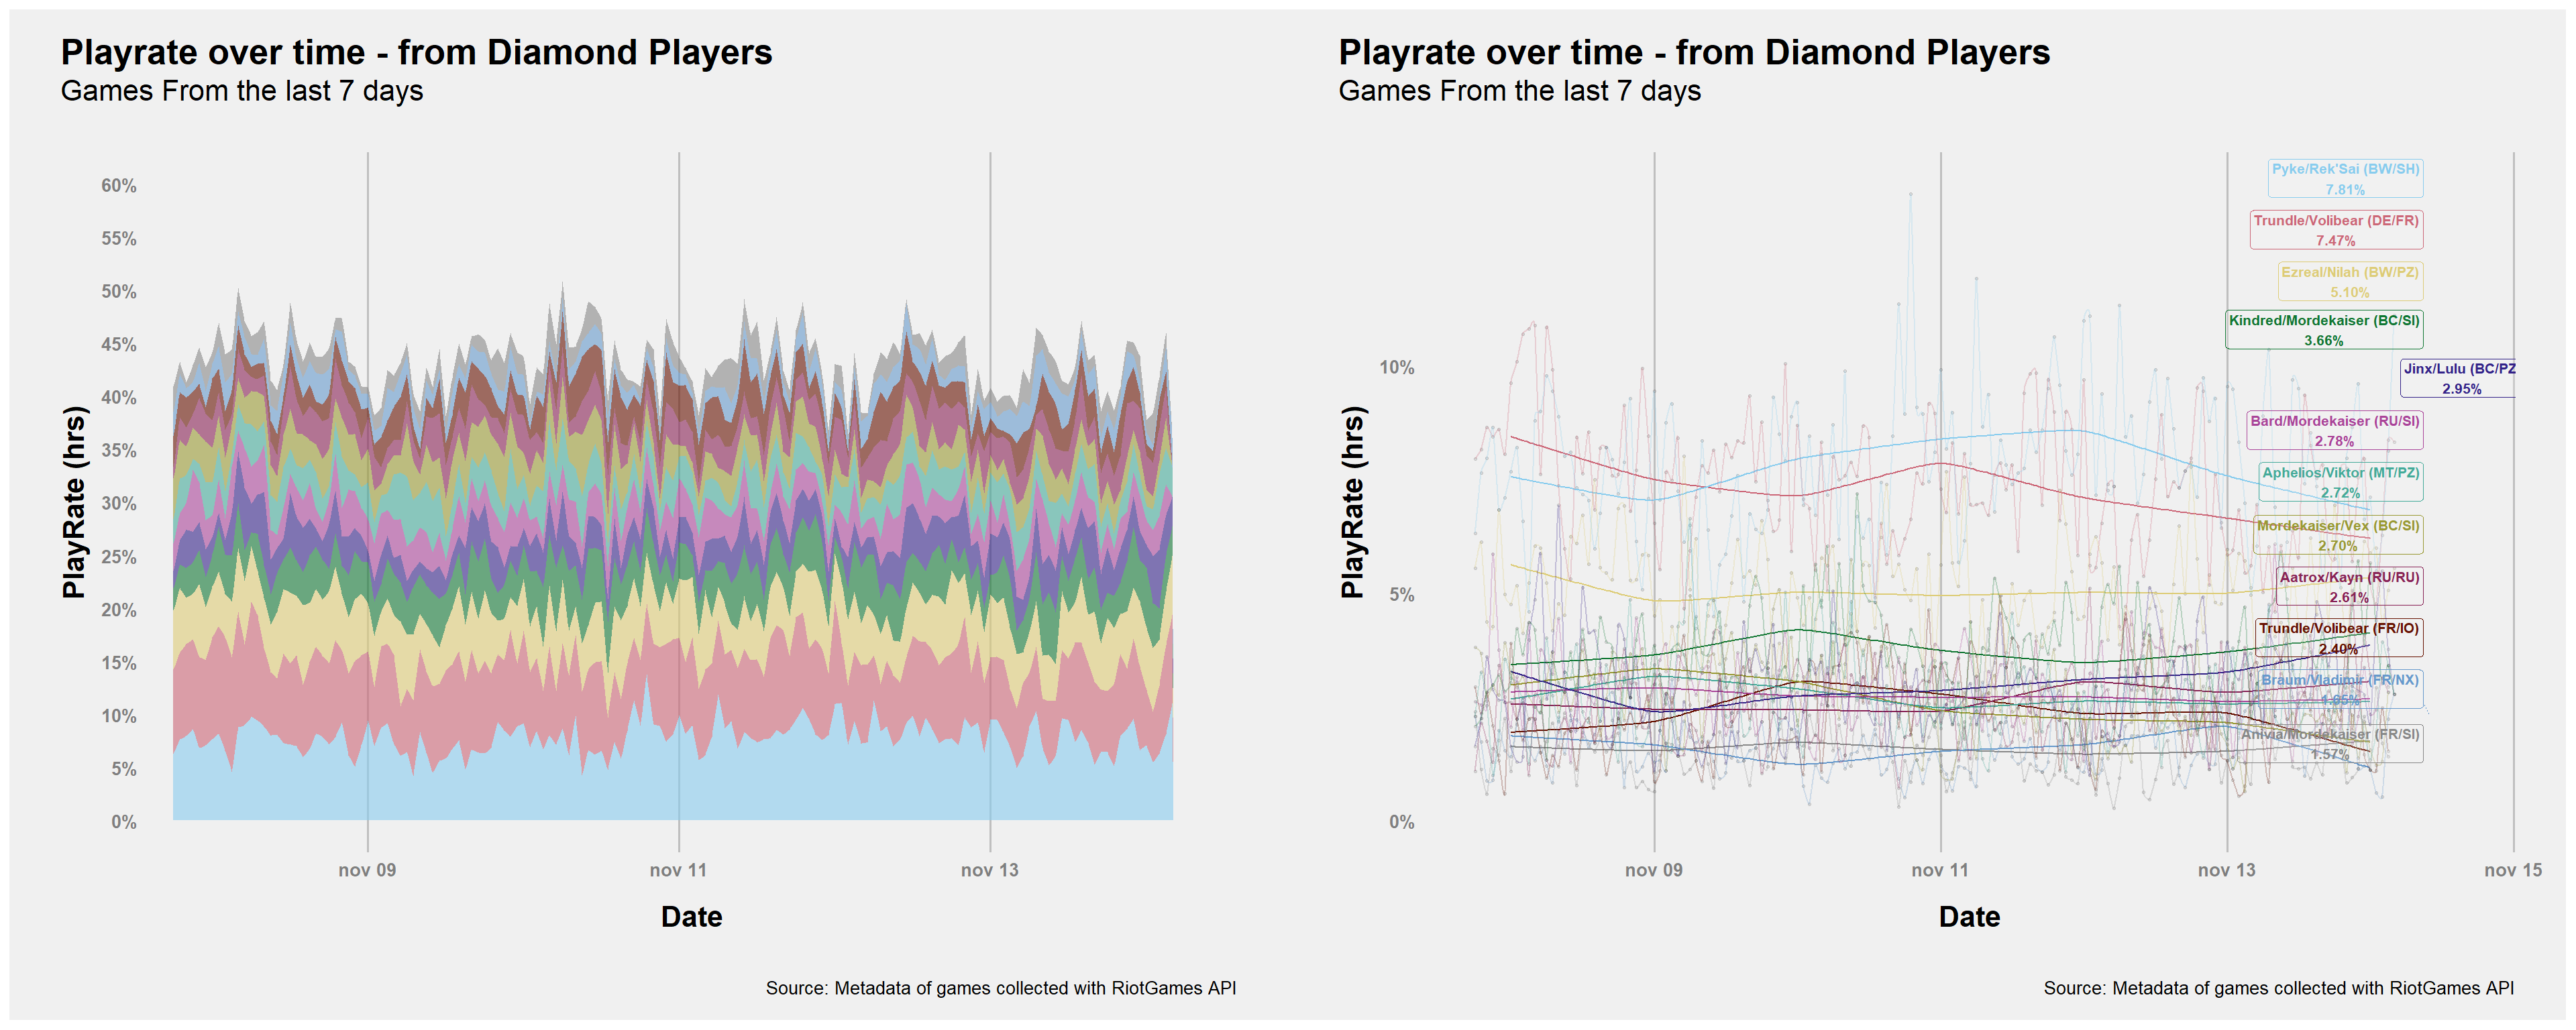 Playrate over time - from Diamond Players
Games From the last 7 days
PlayRate (hrs)
60%
55%
50%
45%
40%
35%
30%
25%
20%
15%
10%
5%
0%
nov 09
nov 11
nov 13
Date
Source: Metadata of games collected with RiotGames API
Playrate over time - from Diamond Players
Games From the last 7 days
PlayRate (hrs)
10%
5%
0%
Pyke/Rek'Sai (BW/SH)
7.81%
Trundle/Volibear (DE/FR)
7.47%
Ezreal/Nilah (BW/PZ)
5.10%
Kindred/Mordekaiser (BC/SI)
3.66%
Jinx/Lulu (BC/PZ
2.95%
Bard/Mordekaiser (RU/SI)
2.78%
Aphelios/Viktor (MT/PZ)
2.72%
Mordekaiser/Vex (BC/SI)
2.70%
Aatrox/Kayn (RU/RU)
2.61%
Trundle/Volibear (FR/IO)
2.40%
Braum/Vladimir (FR/NX)
1.85%
Anivia/Mordekaiser (FR/SI)
1.57%
nov 09
nov 11
nov 13
nov 15
Date
Source: Metadata of games collected with RiotGames API